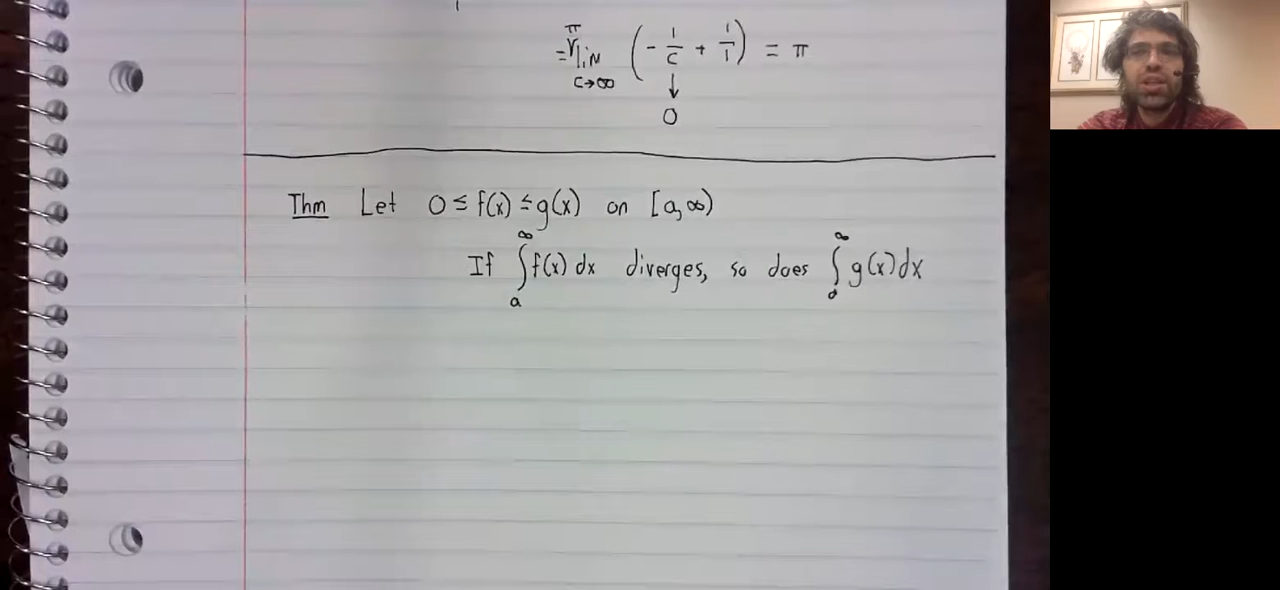 = π lim c→∞ (- 1/c + 1/1) = π
↓
0
Thm Let 0 ≤ f(x) ≤ g(x) on [a,∞)
If ∫_a^∞ f(x) dx diverges, so does ∫_a^∞ g(x) dx